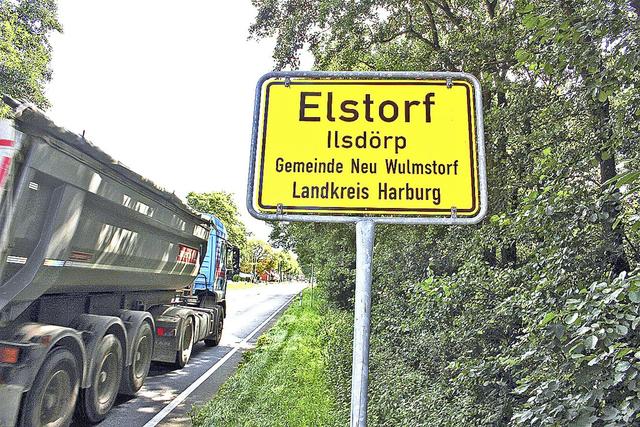 Elstorf
Ilsdörp
Gemeinde Neu Wulmstorf
Landkreis Harburg